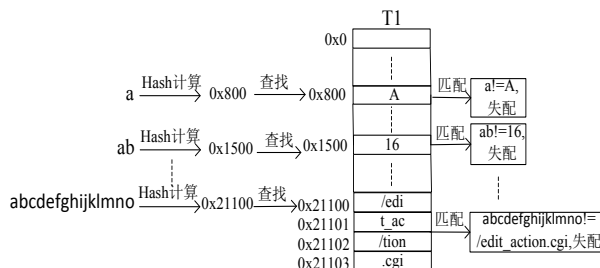 T1
0x0
a Hash计算 0x800 查找 0x800 A 匹配 a!=A,
失配
ab Hash计算 0x1500 查找 0x1500 16 匹配 ab!=16,
失配
abcdefghijklmno Hash计算 0x21100 查找 0x21100 /edi
0x21101 t_ac 匹配 abcdefghijklmno!=
0x21102 /tion /edit_action.cgi,失配
0x21103 .cgi